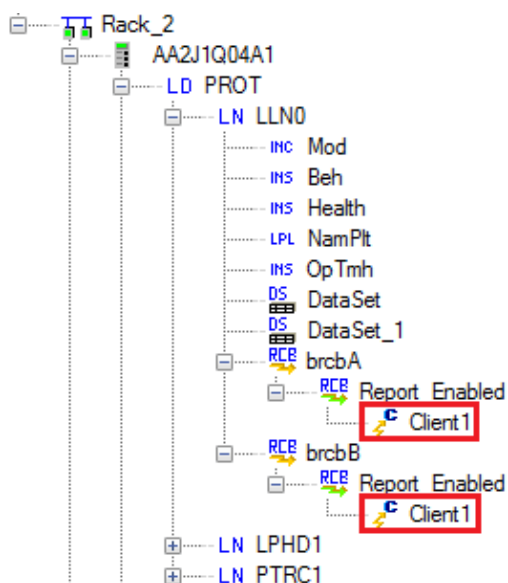 Rack_2
AA2J1Q04A1
LD PROT
LN LLN0
INC Mod
INS Beh
INS Health
LPL NamPlt
INS OpTmh
DS DataSet
DS DataSet_1
RCB brcbA
RCB Report Enabled
C Client1
RCB brcbB
RCB Report Enabled
C Client1
LN LPHD1
LN PTRC1